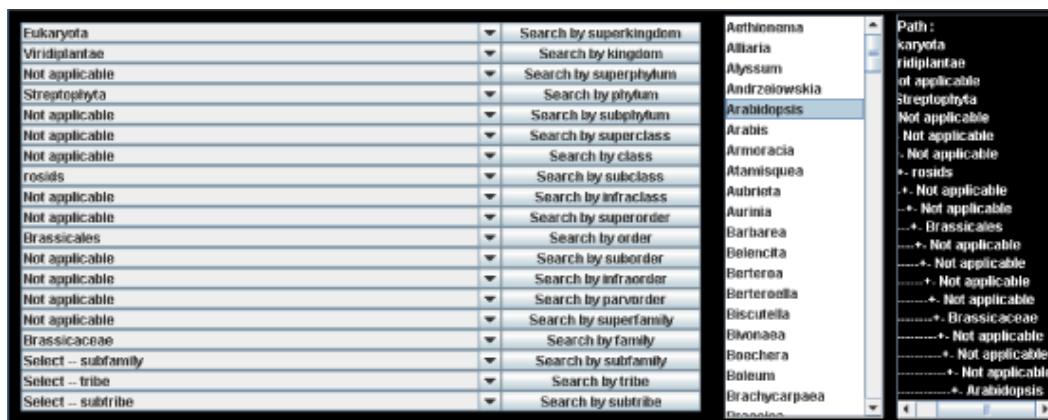 Eukaryota
Search by superkingdom
Viridiplantae
Search by kingdom
Not applicable
Search by superphylum
Streptophyta
Search by phylum
Not applicable
Search by subphylum
Not applicable
Search by superclass
Not applicable
Search by class
rosids
Search by subclass
Not applicable
Search by infraclass
Not applicable
Search by superorder
Brassicales
Search by order
Not applicable
Search by suborder
Not applicable
Search by infraorder
Not applicable
Search by parvorder
Not applicable
Search by superfamily
Brassicaceae
Search by family
Select -- subfamily
Search by subfamily
Select -- tribe
Search by tribe
Select -- subtribe
Search by subtribe
Aethionema
Alliaria
Alyssum
Andrzeiowskia
Arabidopsis
Arabis
Armoracia
Atamisquea
Aubrieta
Aurinia
Barbarea
Belencita
Berteroa
Berteroella
Biscutella
Bivonaea
Boechera
Boleum
Brachycarpaea
Path :
karyota
ridiplantae
ot applicable
Streptophyta
Not applicable
- Not applicable
- Not applicable
+- rosids
-+- Not applicable
--+- Not applicable
---+- Brassicales
----+- Not applicable
-----+- Not applicable
------+- Not applicable
-------+- Not applicable
--------+- Brassicaceae
---------+- Not applicable
----------+- Not applicable
-----------+- Not applicable
------------+- Arabidopsis